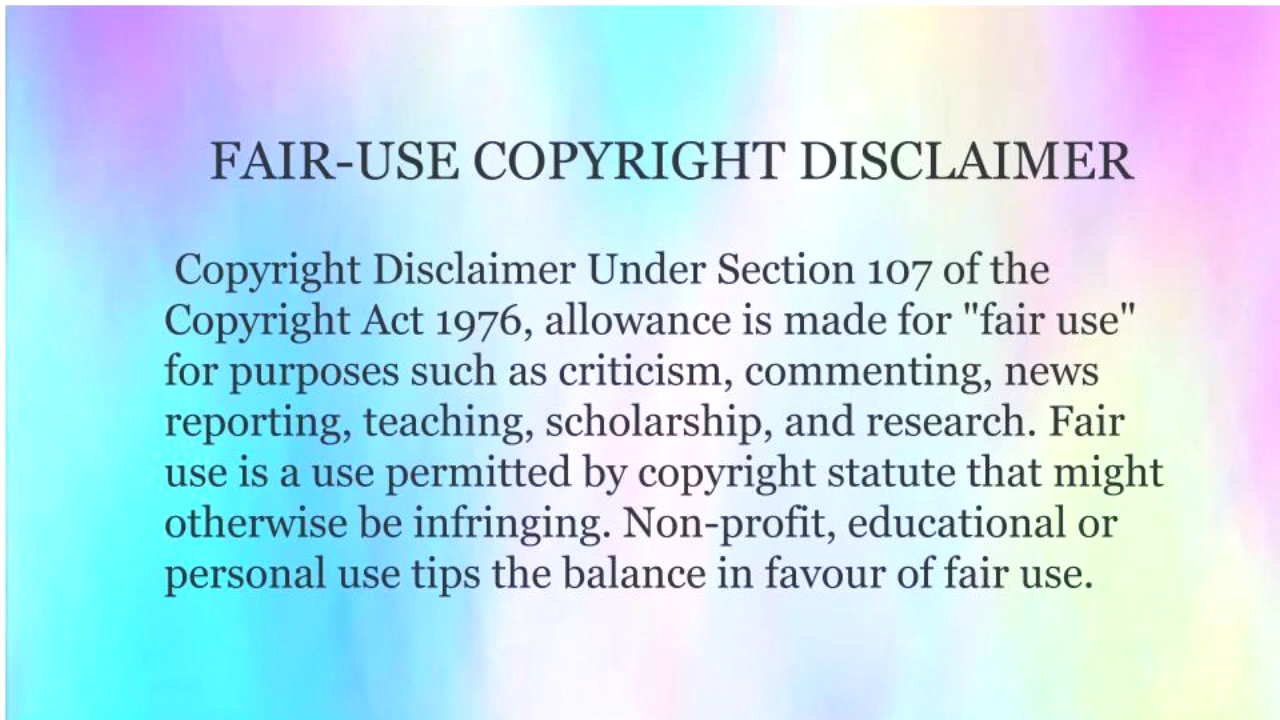 FAIR-USE COPYRIGHT DISCLAIMER
Copyright Disclaimer Under Section 107 of the
Copyright Act 1976, allowance is made for "fair use"
for purposes such as criticism, commenting, news
reporting, teaching, scholarship, and research. Fair
use is a use permitted by copyright statute that might
otherwise be infringing. Non-profit, educational or
personal use tips the balance in favour of fair use.